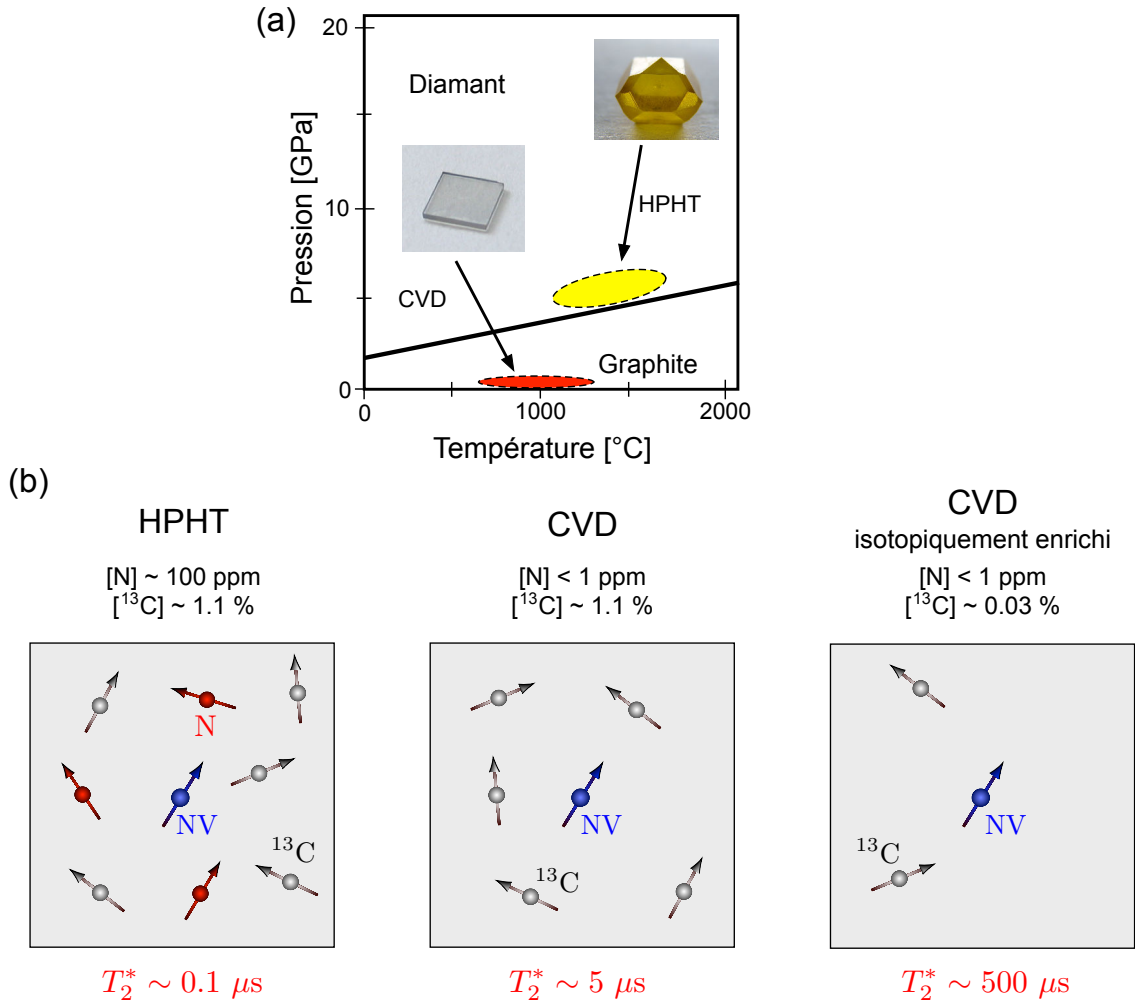 (a)
20
Diamant
Pression [GPa]
HPHT
10
CVD
Graphite
0
0
1000
2000
Température [°C]
(b)
HPHT
[N] ~ 100 ppm
[¹³C] ~ 1.1 %
N
NV
¹³C
T₂* ∼ 0.1 μs
CVD
[N] < 1 ppm
[¹³C] ~ 1.1 %
NV
¹³C
T₂* ∼ 5 μs
CVD
isotopiquement enrichi
[N] < 1 ppm
[¹³C] ~ 0.03 %
NV
¹³C
T₂* ∼ 500 μs